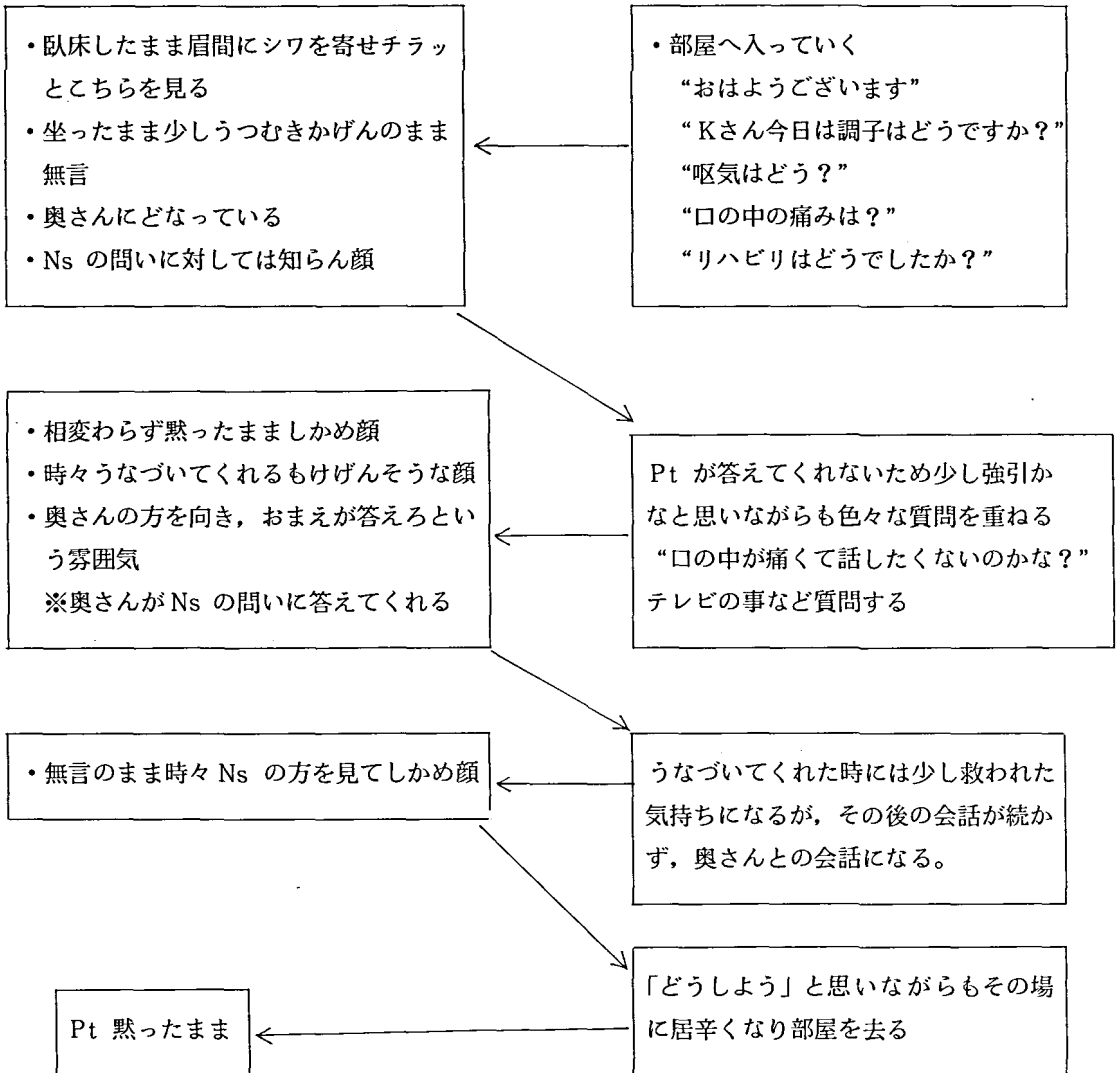 ・部屋へ入っていく
“おはようございます”
“Kさん今日は調子はどうですか？”
“嘔気はどう？”
“口の中の痛みは？”
“リハビリはどうでしたか？”
・臥床したまま眉間にシワを寄せチラッ
とこちらを見る
・坐ったまま少しうつむきかげんのまま
無言
・奥さんにどなっている
・Ns の問いに対しては知らん顔
Pt が答えてくれないため少し強引か
なと思いながらも色々な質問を重ねる
“口の中が痛くて話したくないのかな？”
テレビの事など質問する
・相変わらず黙ったまましかめ顔
・時々うなづいてくれるもけげんそうな顔
・奥さんの方を向き，おまえが答えろとい
う雰囲気
※奥さんが Ns の問いに答えてくれる
うなづいてくれた時には少し救われた
気持ちになるが，その後の会話が続か
ず，奥さんとの会話になる。
・無言のまま時々 Ns の方を見てしかめ顔
「どうしよう」と思いながらもその場
に居辛くなり部屋を去る
Pt 黙ったまま